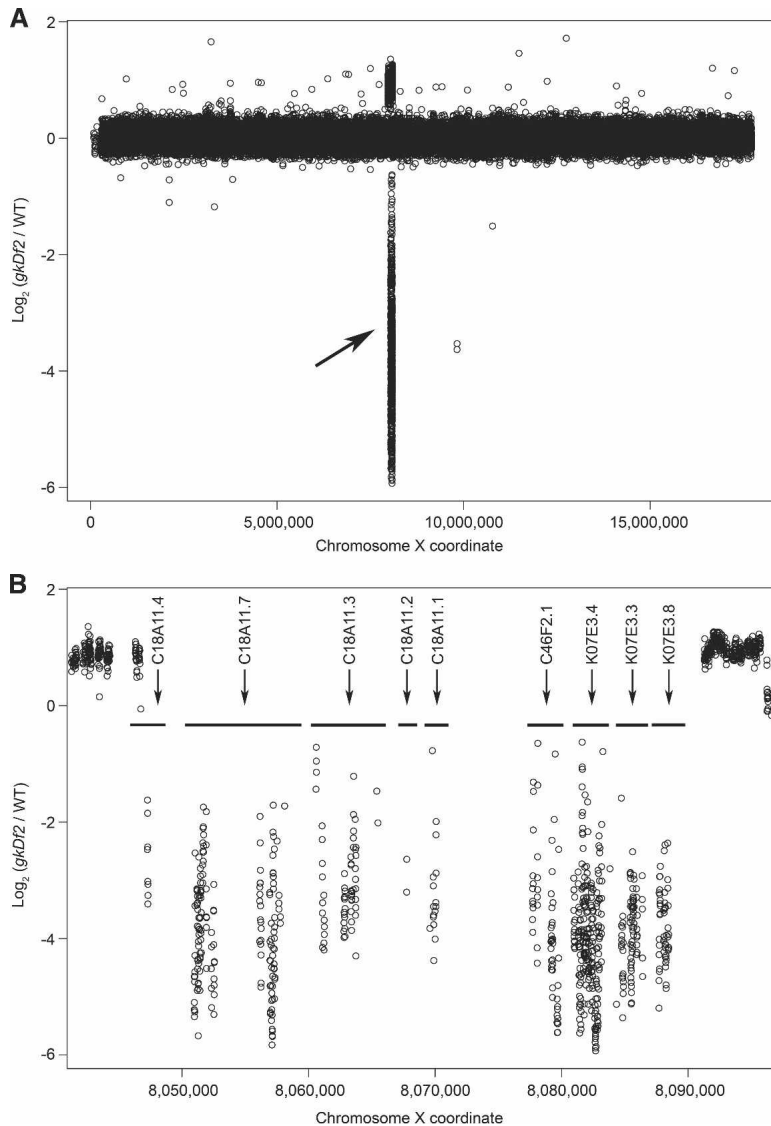 A
2
0
-2
-4
-6
Log2 (gkDf2 / WT)
0
5,000,000
10,000,000
15,000,000
Chromosome X coordinate
B
C18A11.4
C18A11.7
C18A11.3
C18A11.2
C18A11.1
C46F2.1
K07E3.4
K07E3.3
K07E3.8
2
0
-2
-4
-6
Log2 (gkDf2 / WT)
8,050,000
8,060,000
8,070,000
8,080,000
8,090,000
Chromosome X coordinate